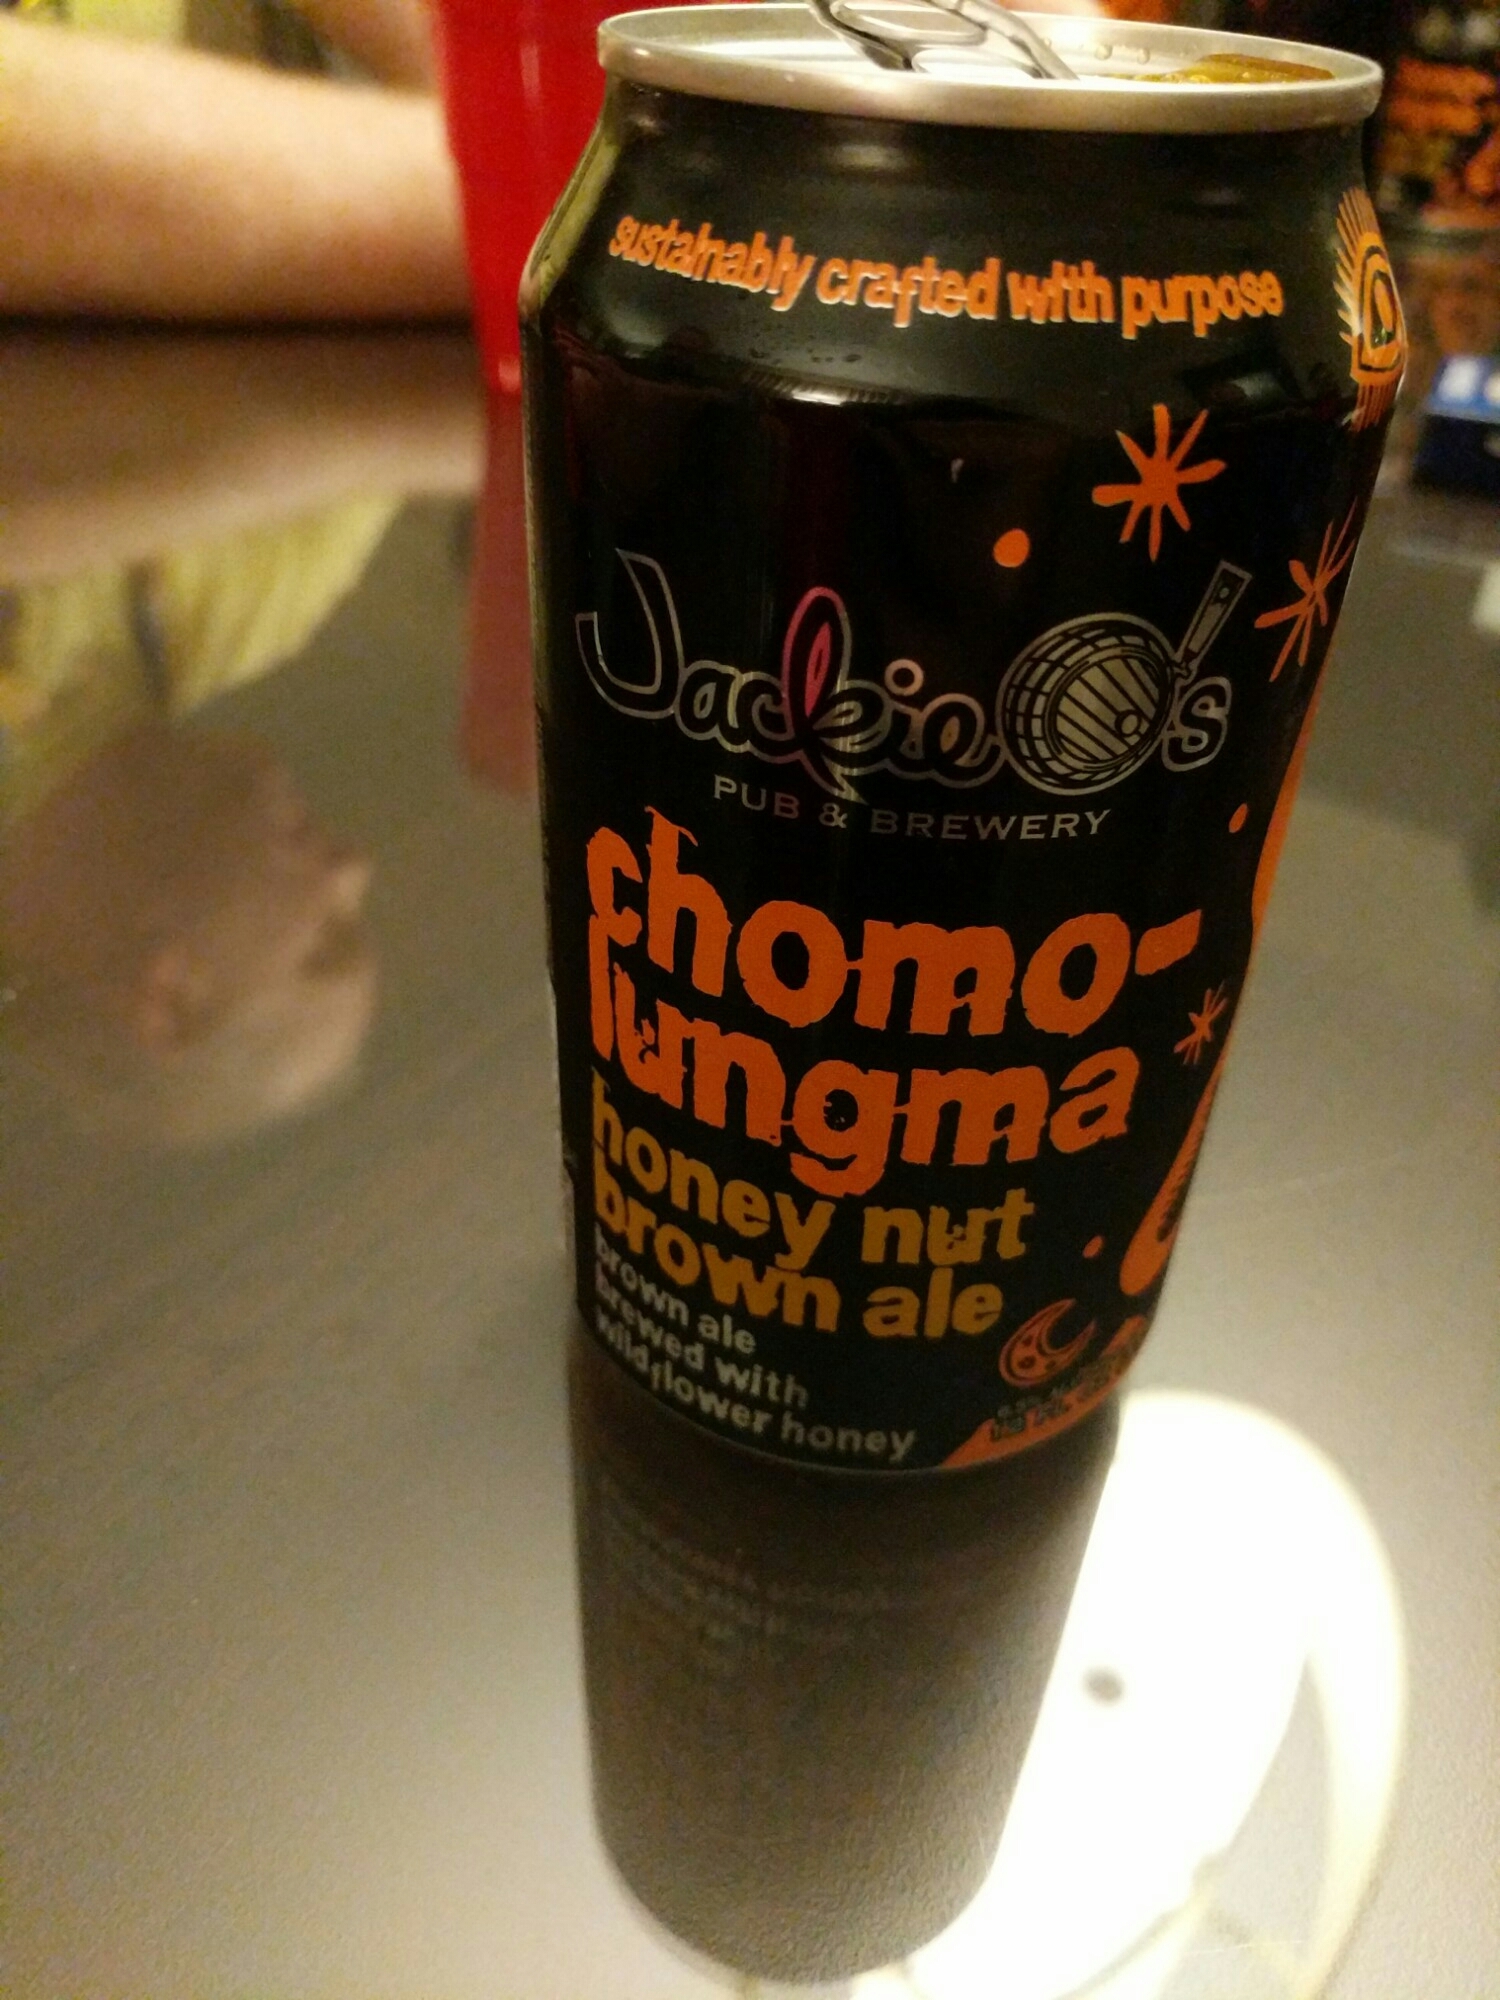 sustainably crafted with purpose
Jackie O's
PUB & BREWERY
chomo-
lungma
honey nut
brown ale
brown ale
brewed with
wildflower honey